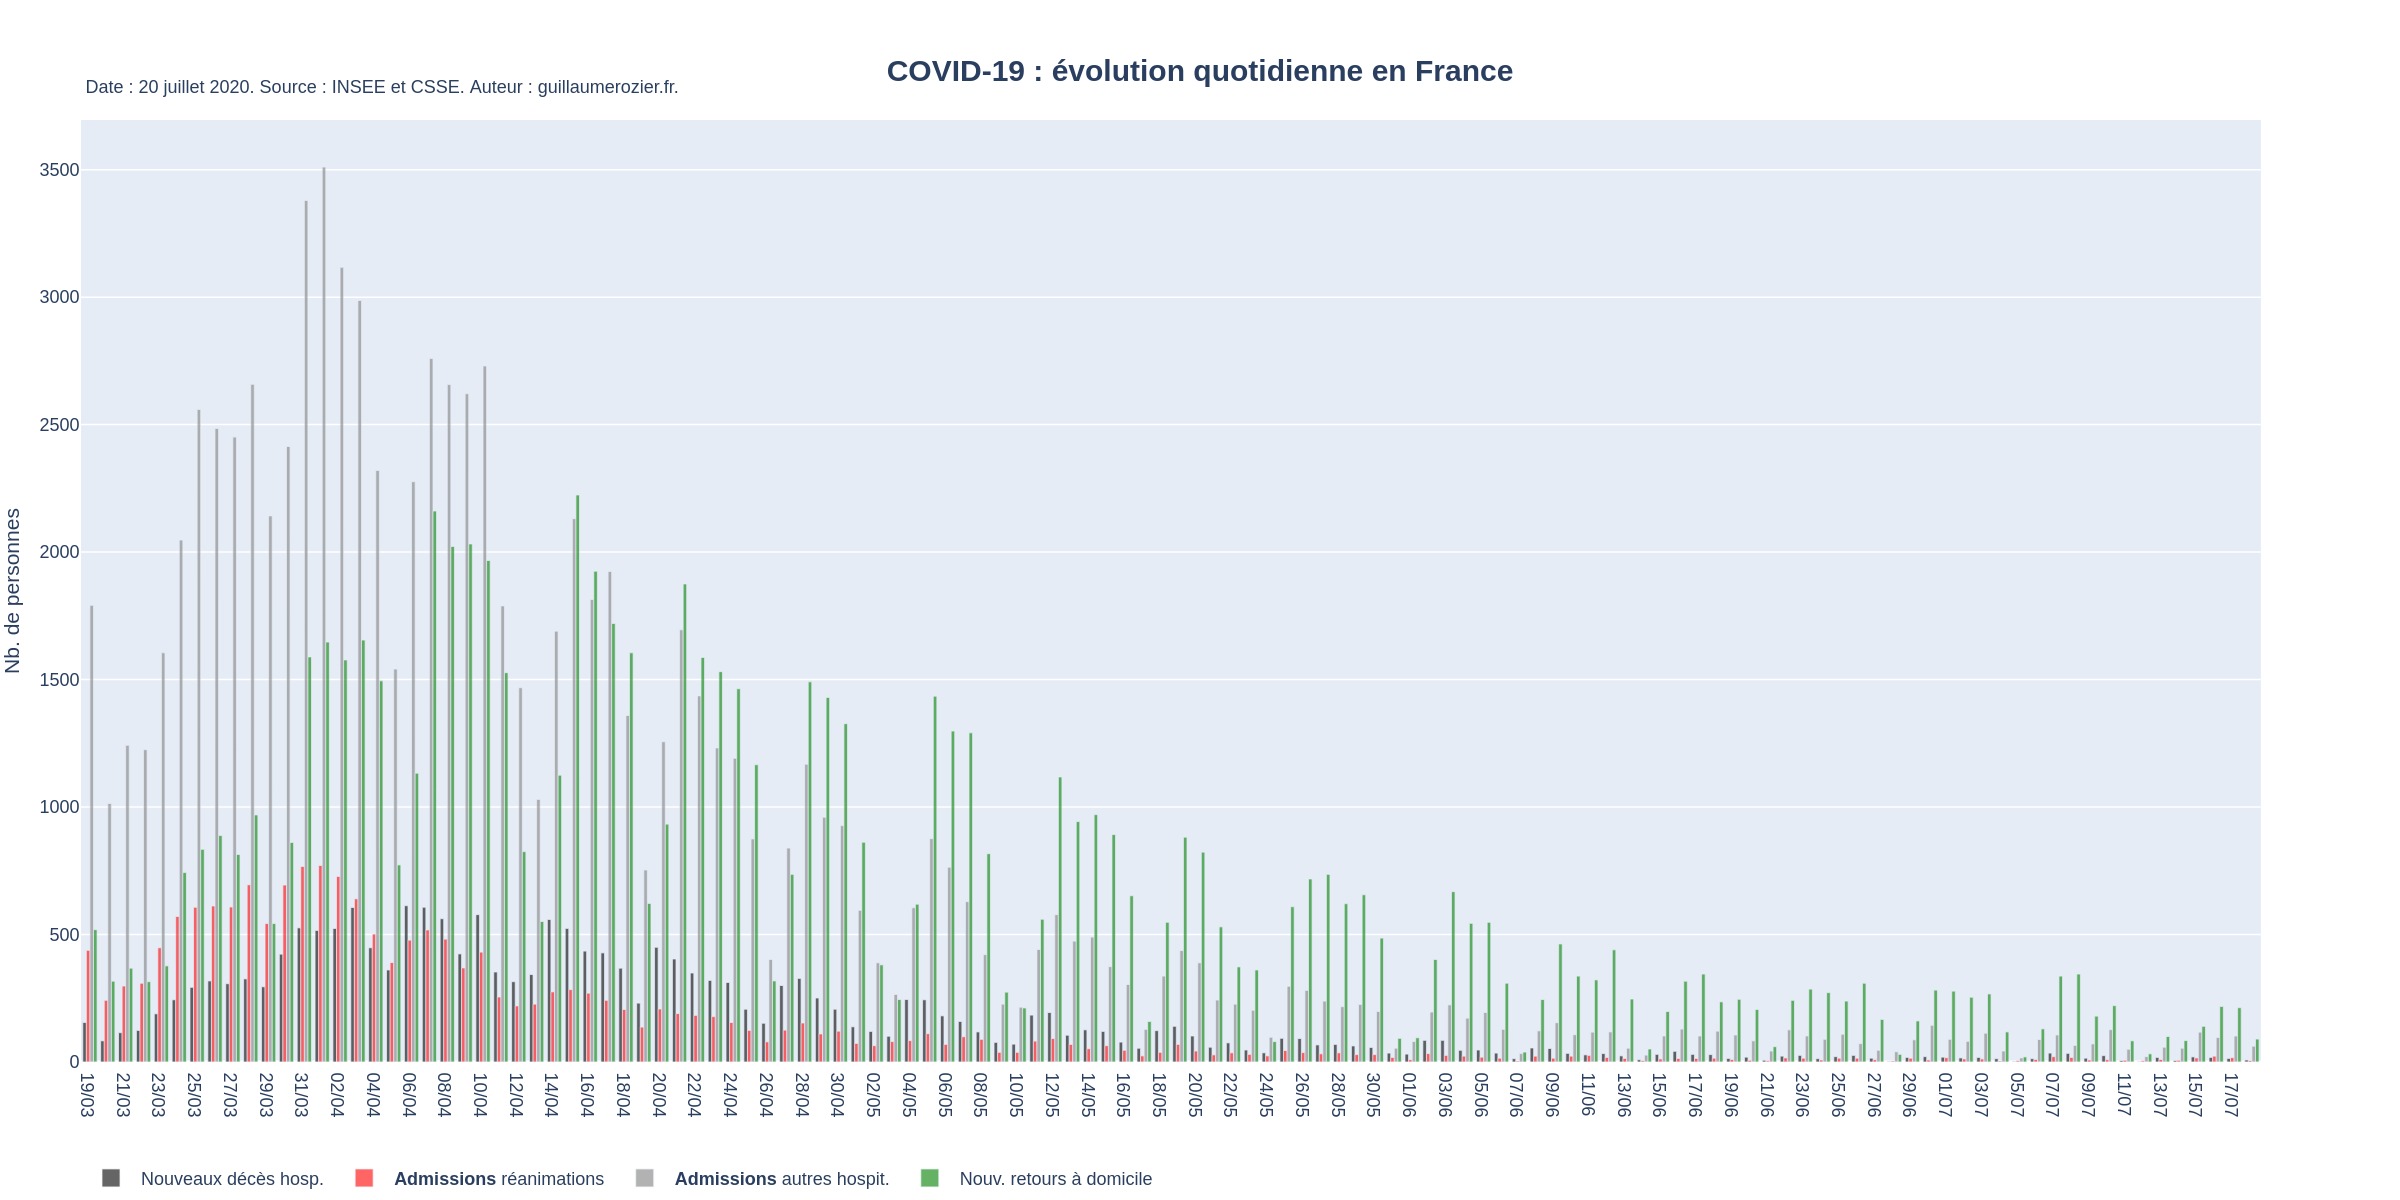 COVID-19 : évolution quotidienne en France
Date : 20 juillet 2020. Source : INSEE et CSSE. Auteur : guillaumerozier.fr.
Nb. de personnes
3500
3000
2500
2000
1500
1000
500
0
19/03 21/03 23/03 25/03 27/03 29/03 31/03 02/04 04/04 06/04 08/04 10/04 12/04 14/04 16/04 18/04 20/04 22/04 24/04 26/04 28/04 30/04 02/05 04/05 06/05 08/05 10/05 12/05 14/05 16/05 18/05 20/05 22/05 24/05 26/05 28/05 30/05 01/06 03/06 05/06 07/06 09/06 11/06 13/06 15/06 17/06 19/06 21/06 23/06 25/06 27/06 29/06 01/07 03/07 05/07 07/07 09/07 11/07 13/07 15/07 17/07
Nouveaux décès hosp. Admissions réanimations Admissions autres hospit. Nouv. retours à domicile